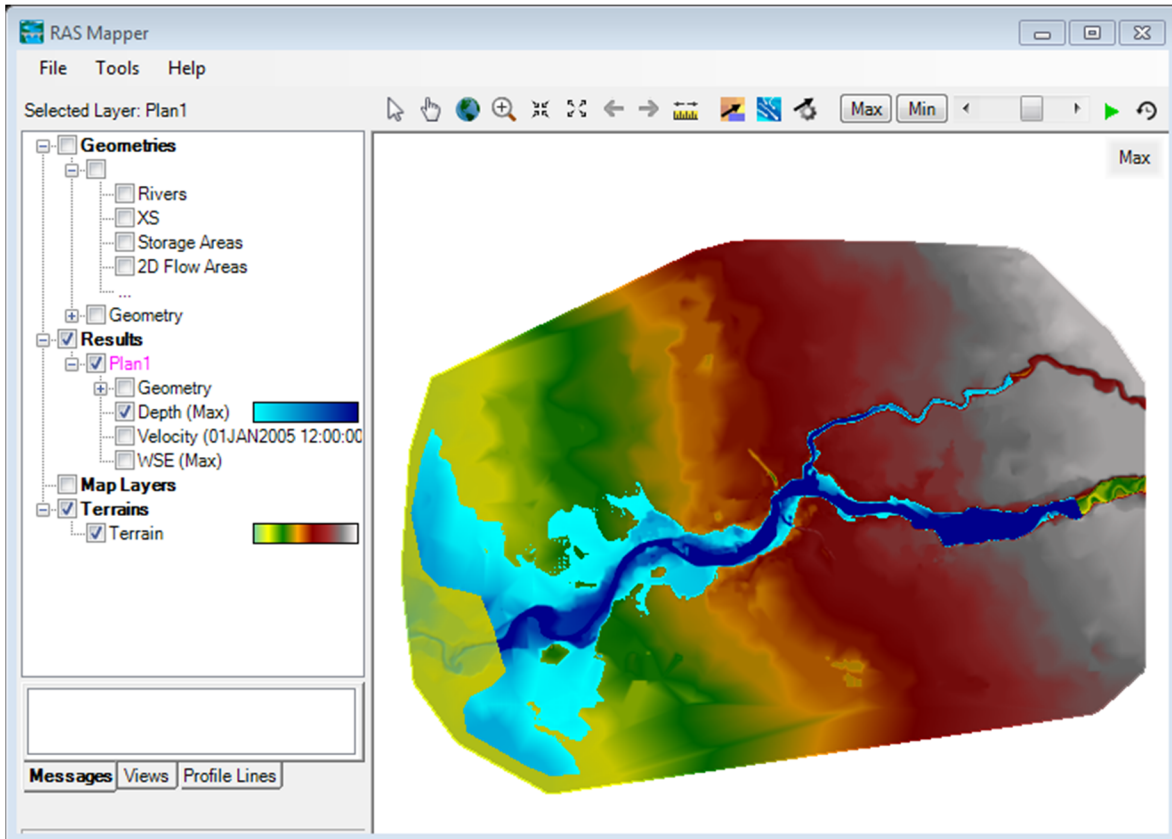 RAS Mapper
File Tools Help
Selected Layer: Plan1
Max Min
Max
Geometries
Rivers
XS
Storage Areas
2D Flow Areas
...
Geometry
Results
Plan1
Geometry
Depth (Max)
Velocity (01JAN2005 12:00:00
WSE (Max)
Map Layers
Terrains
Terrain
Messages Views Profile Lines